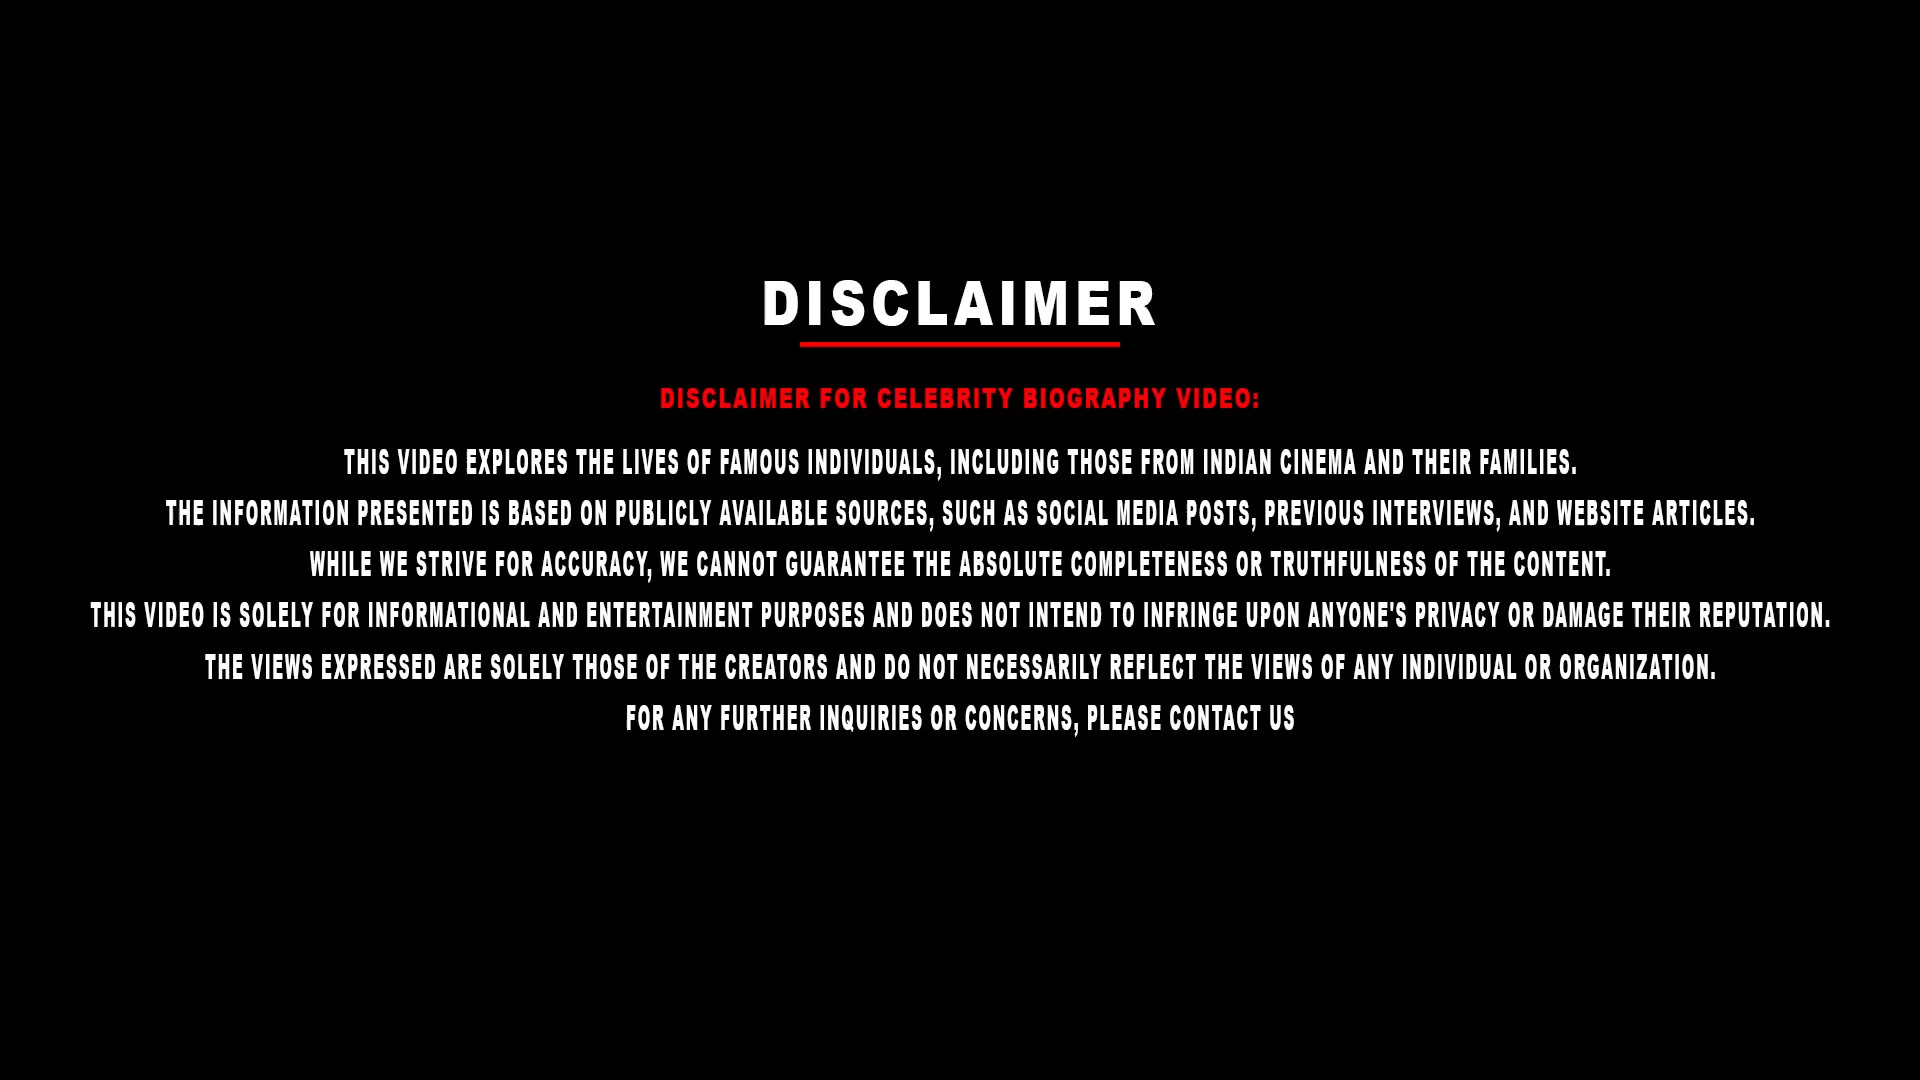 DISCLAIMER
DISCLAIMER FOR CELEBRITY BIOGRAPHY VIDEO:
THIS VIDEO EXPLORES THE LIVES OF FAMOUS INDIVIDUALS, INCLUDING THOSE FROM INDIAN CINEMA AND THEIR FAMILIES.
THE INFORMATION PRESENTED IS BASED ON PUBLICLY AVAILABLE SOURCES, SUCH AS SOCIAL MEDIA POSTS, PREVIOUS INTERVIEWS, AND WEBSITE ARTICLES.
WHILE WE STRIVE FOR ACCURACY, WE CANNOT GUARANTEE THE ABSOLUTE COMPLETENESS OR TRUTHFULNESS OF THE CONTENT.
THIS VIDEO IS SOLELY FOR INFORMATIONAL AND ENTERTAINMENT PURPOSES AND DOES NOT INTEND TO INFRINGE UPON ANYONE'S PRIVACY OR DAMAGE THEIR REPUTATION.
THE VIEWS EXPRESSED ARE SOLELY THOSE OF THE CREATORS AND DO NOT NECESSARILY REFLECT THE VIEWS OF ANY INDIVIDUAL OR ORGANIZATION.
FOR ANY FURTHER INQUIRIES OR CONCERNS, PLEASE CONTACT US